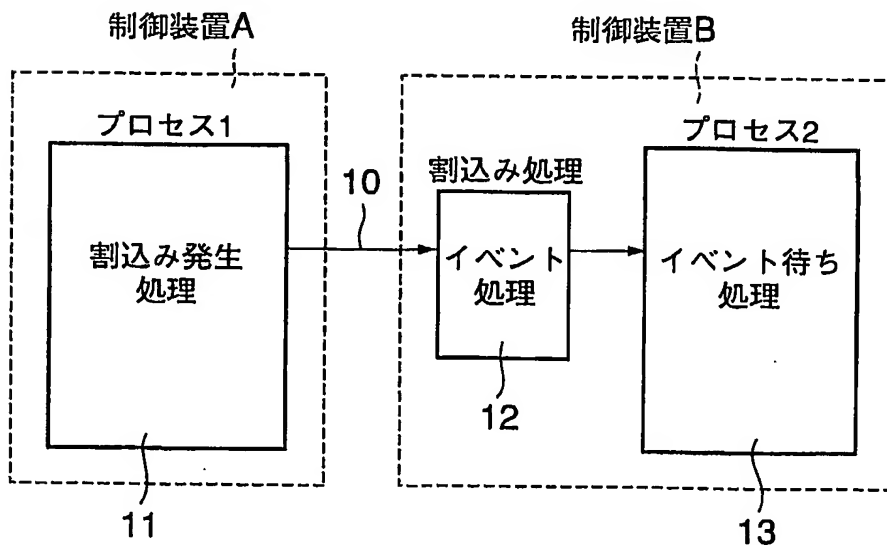 制御装置A
制御装置B
プロセス1
プロセス2
割込み処理
10
割込み発生
処理
イベント
処理
イベント待ち
処理
12
11
13